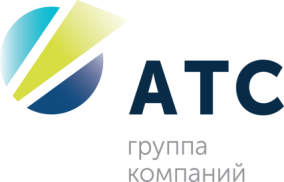 АТС
группа
компаний